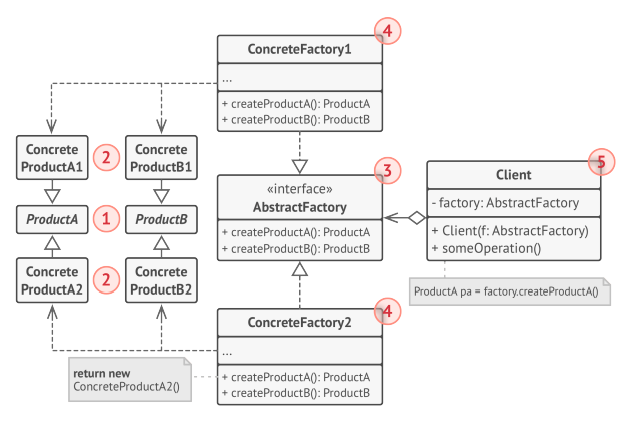 4
ConcreteFactory1
...
+ createProductA(): ProductA
+ createProductB(): ProductB
Concrete
ProductA1
2
Concrete
ProductB1
3
«interface»
AbstractFactory
+ createProductA(): ProductA
+ createProductB(): ProductB
5
Client
- factory: AbstractFactory
+ Client(f: AbstractFactory)
+ someOperation()
ProductA
1
ProductB
Concrete
ProductA2
2
Concrete
ProductB2
ProductA pa = factory.createProductA()
4
ConcreteFactory2
...
+ createProductA(): ProductA
+ createProductB(): ProductB
return new
ConcreteProductA2()